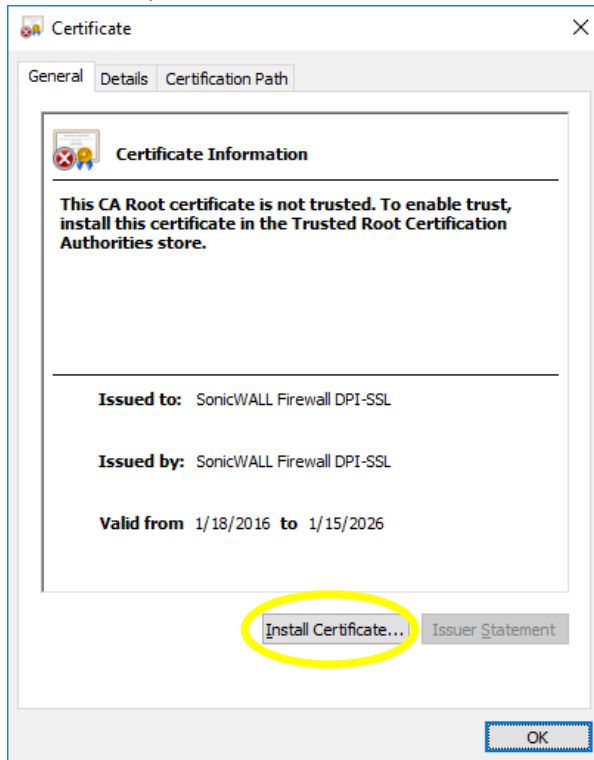 Certificate
General Details Certification Path
Certificate Information
This CA Root certificate is not trusted. To enable trust,
install this certificate in the Trusted Root Certification
Authorities store.
Issued to: SonicWALL Firewall DPI-SSL
Issued by: SonicWALL Firewall DPI-SSL
Valid from 1/18/2016 to 1/15/2026
Install Certificate... Issuer Statement
OK